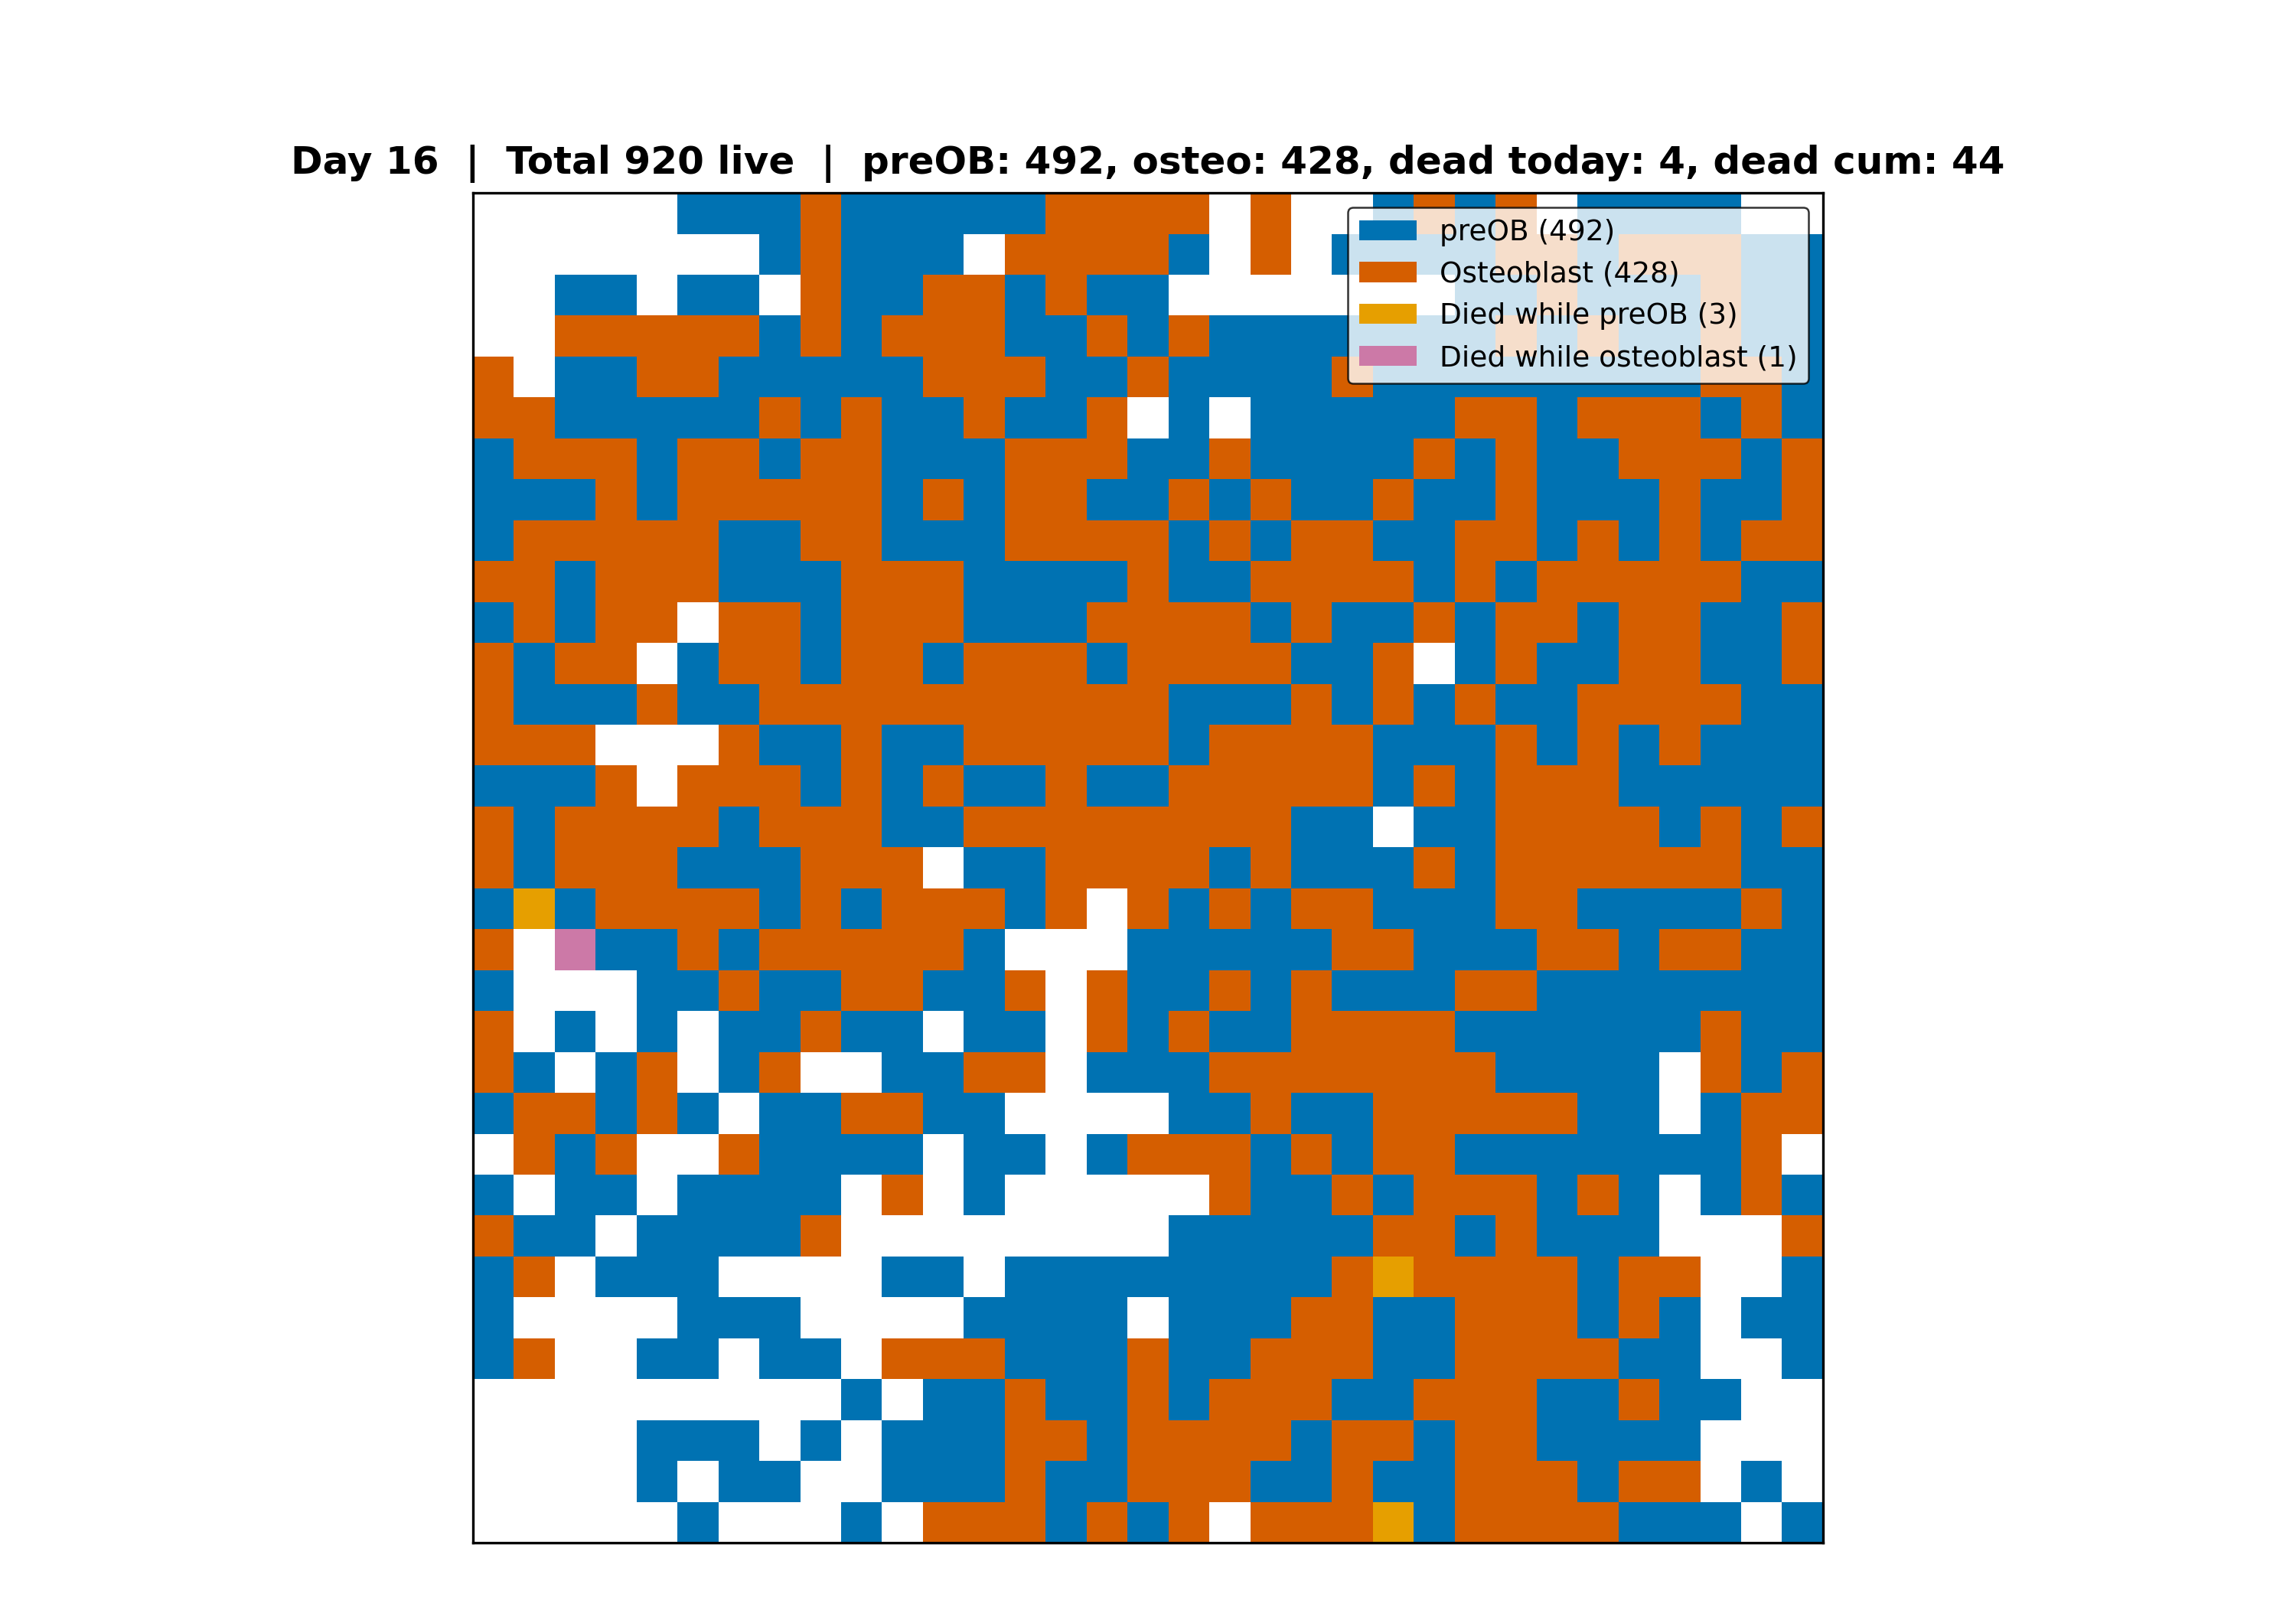 Day 16 | Total 920 live | preOB: 492, osteo: 428, dead today: 4, dead cum: 44
preOB (492)
Osteoblast (428)
Died while preOB (3)
Died while osteoblast (1)